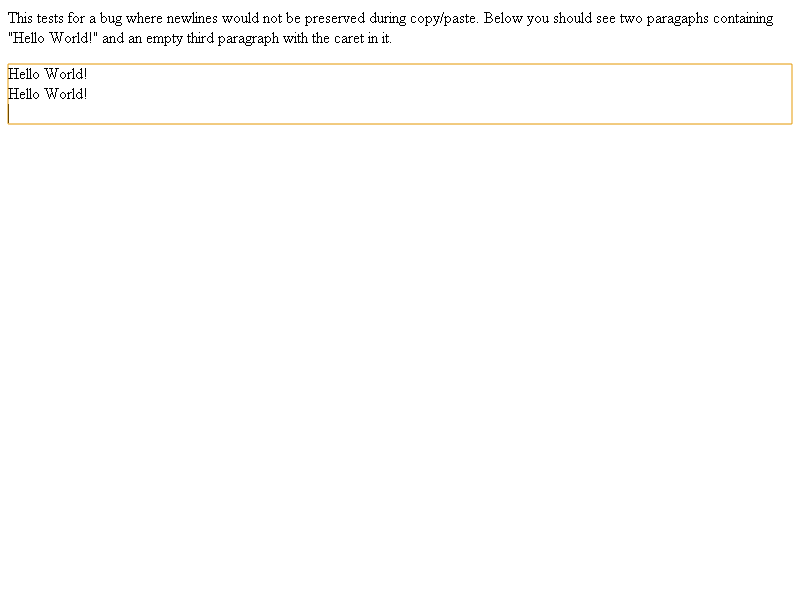 This tests for a bug where newlines would not be preserved during copy/paste. Below you should see two paragaphs containing
"Hello World!" and an empty third paragraph with the caret in it.
Hello World!
Hello World!